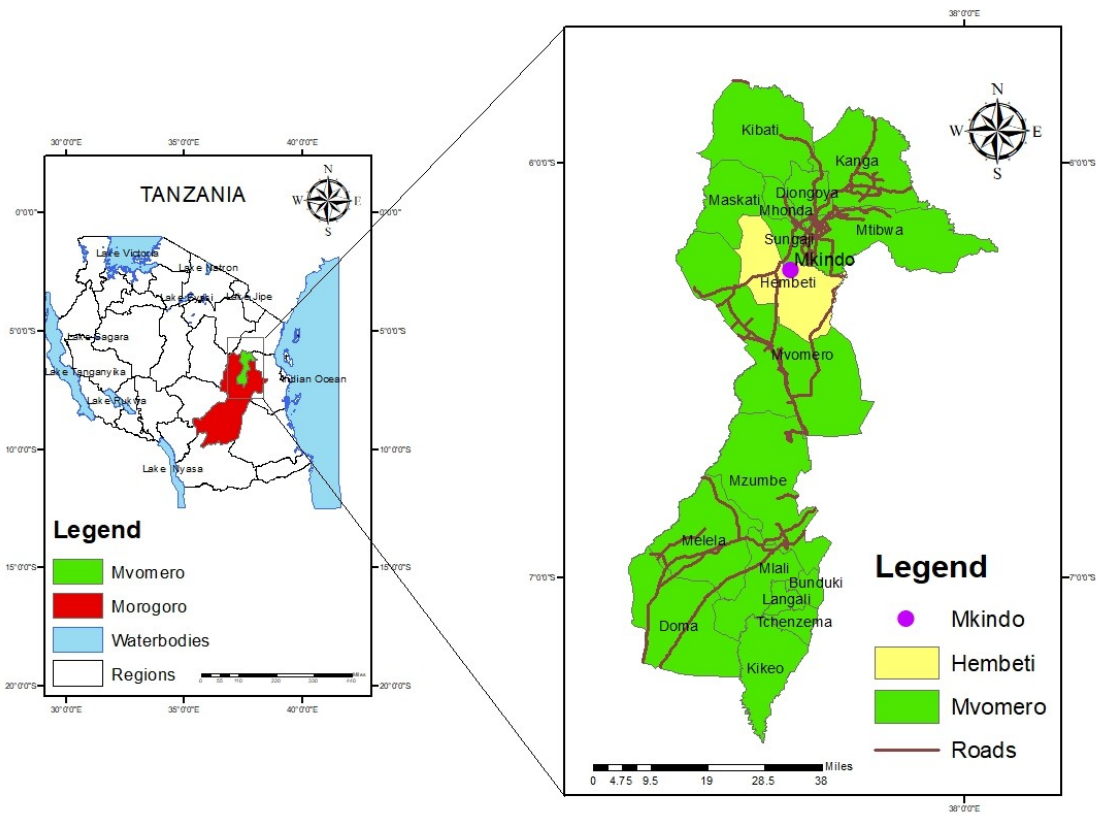 30°0'0"E 35°0'0"E 40°0'0"E
TANZANIA
N
W E
S
0°0'0" 0°0'0"
Lake Victoria
Lake Natron
Lake Eyasi
Lake Jipe
5°0'0"S 5°0'0"S
Lake Sagara
Lake Tanganyika
Indian Ocean
Lake Rukwa
10°0'0"S 10°0'0"S
Lake Nyasa
Legend
Mvomero
15°0'0"S 15°0'0"S
Morogoro
Waterbodies
Regions
Miles
20°0'0"S 20°0'0"S
30°0'0"E 35°0'0"E 40°0'0"E
38°0'0"E
N
W E
S
Kibati
6°0'0"S 6°0'0"S
Kanga
Diongoya
Maskati
Mhonda
Mtibwa
Sungaji
Mkindo
Hembeti
Mvomero
Mzumbe
Melela
Mlali
Bunduki
7°0'0"S 7°0'0"S
Langali
Tchenzema
Doma
Kikeo
Legend
Mkindo
Hembeti
Mvomero
Roads
Miles
0 4.75 9.5 19 28.5 38
38°0'0"E